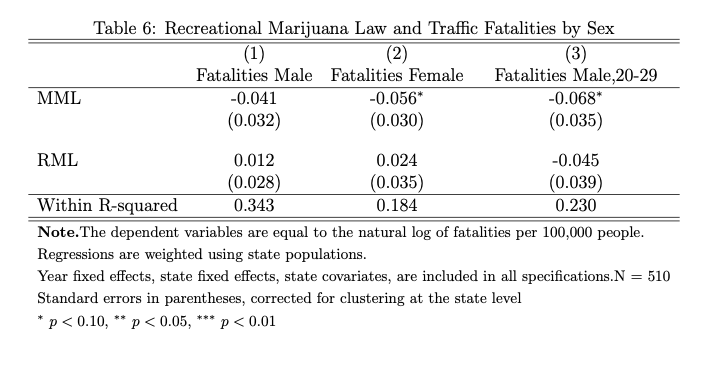 Table 6: Recreational Marijuana Law and Traffic Fatalities by Sex
(1) (2) (3)
Fatalities Male Fatalities Female Fatalities Male,20-29
MML -0.041 -0.056* -0.068*
(0.032) (0.030) (0.035)
RML 0.012 0.024 -0.045
(0.028) (0.035) (0.039)
Within R-squared 0.343 0.184 0.230
Note.The dependent variables are equal to the natural log of fatalities per 100,000 people.
Regressions are weighted using state populations.
Year fixed effects, state fixed effects, state covariates, are included in all specifications.N = 510
Standard errors in parentheses, corrected for clustering at the state level
* p < 0.10, ** p < 0.05, *** p < 0.01